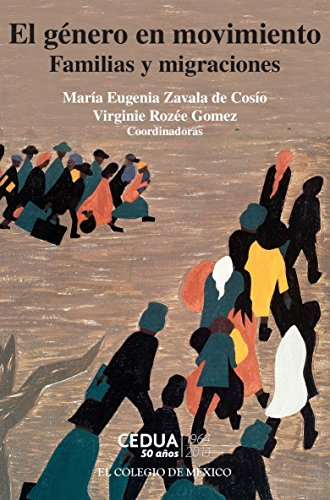 El género en movimiento
Familias y migraciones
María Eugenia Zavala de Cosío
Virginie Rozée Gomez
Coordinadoras
CEDUA 1964
50 años 2014
EL COLEGIO DE MÉXICO